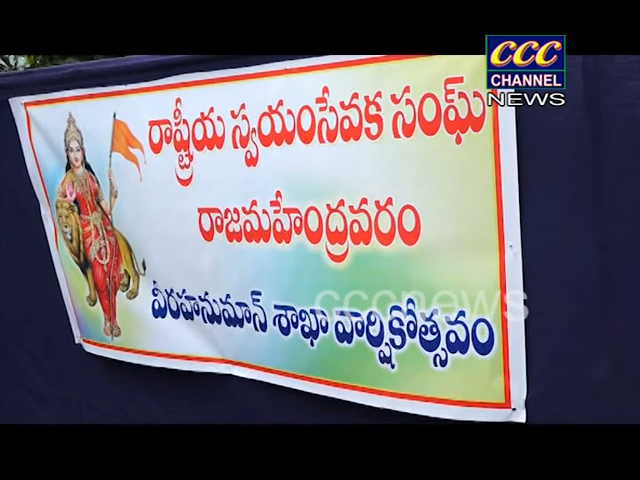 CCC
CHANNEL
NEWS
రాష్ట్రీయ స్వయంసేవక సంఘ్
రాజమహేంద్రవరం
వీరహనుమాన్ శాఖా వార్షికోత్సవం
cccnews